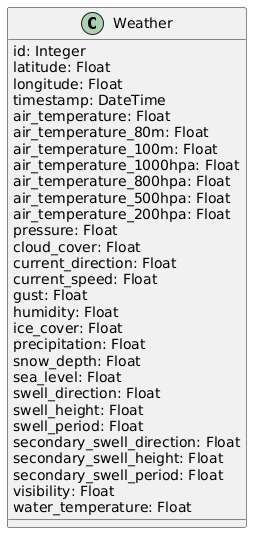 C Weather
id: Integer
latitude: Float
longitude: Float
timestamp: DateTime
air_temperature: Float
air_temperature_80m: Float
air_temperature_100m: Float
air_temperature_1000hpa: Float
air_temperature_800hpa: Float
air_temperature_500hpa: Float
air_temperature_200hpa: Float
pressure: Float
cloud_cover: Float
current_direction: Float
current_speed: Float
gust: Float
humidity: Float
ice_cover: Float
precipitation: Float
snow_depth: Float
sea_level: Float
swell_direction: Float
swell_height: Float
swell_period: Float
secondary_swell_direction: Float
secondary_swell_height: Float
secondary_swell_period: Float
visibility: Float
water_temperature: Float